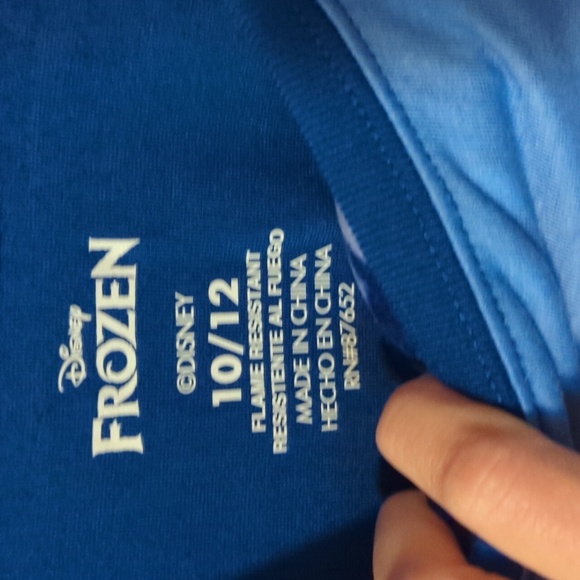 Disney
FROZEN
©DISNEY
10/12
FLAME RESISTANT
RESISTENTE AL FUEGO
MADE IN CHINA
HECHO EN CHINA
RN#87652